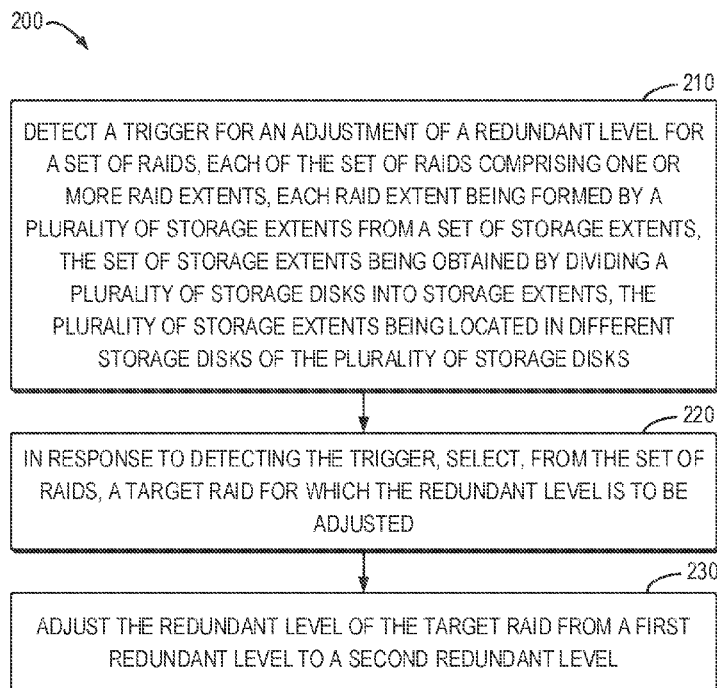 200
210
DETECT A TRIGGER FOR AN ADJUSTMENT OF A REDUNDANT LEVEL FOR
A SET OF RAIDS, EACH OF THE SET OF RAIDS COMPRISING ONE OR
MORE RAID EXTENTS, EACH RAID EXTENT BEING FORMED BY A
PLURALITY OF STORAGE EXTENTS FROM A SET OF STORAGE EXTENTS,
THE SET OF STORAGE EXTENTS BEING OBTAINED BY DIVIDING A
PLURALITY OF STORAGE DISKS INTO STORAGE EXTENTS, THE
PLURALITY OF STORAGE EXTENTS BEING LOCATED IN DIFFERENT
STORAGE DISKS OF THE PLURALITY OF STORAGE DISKS
220
IN RESPONSE TO DETECTING THE TRIGGER, SELECT, FROM THE SET OF
RAIDS, A TARGET RAID FOR WHICH THE REDUNDANT LEVEL IS TO BE
ADJUSTED
230
ADJUST THE REDUNDANT LEVEL OF THE TARGET RAID FROM A FIRST
REDUNDANT LEVEL TO A SECOND REDUNDANT LEVEL